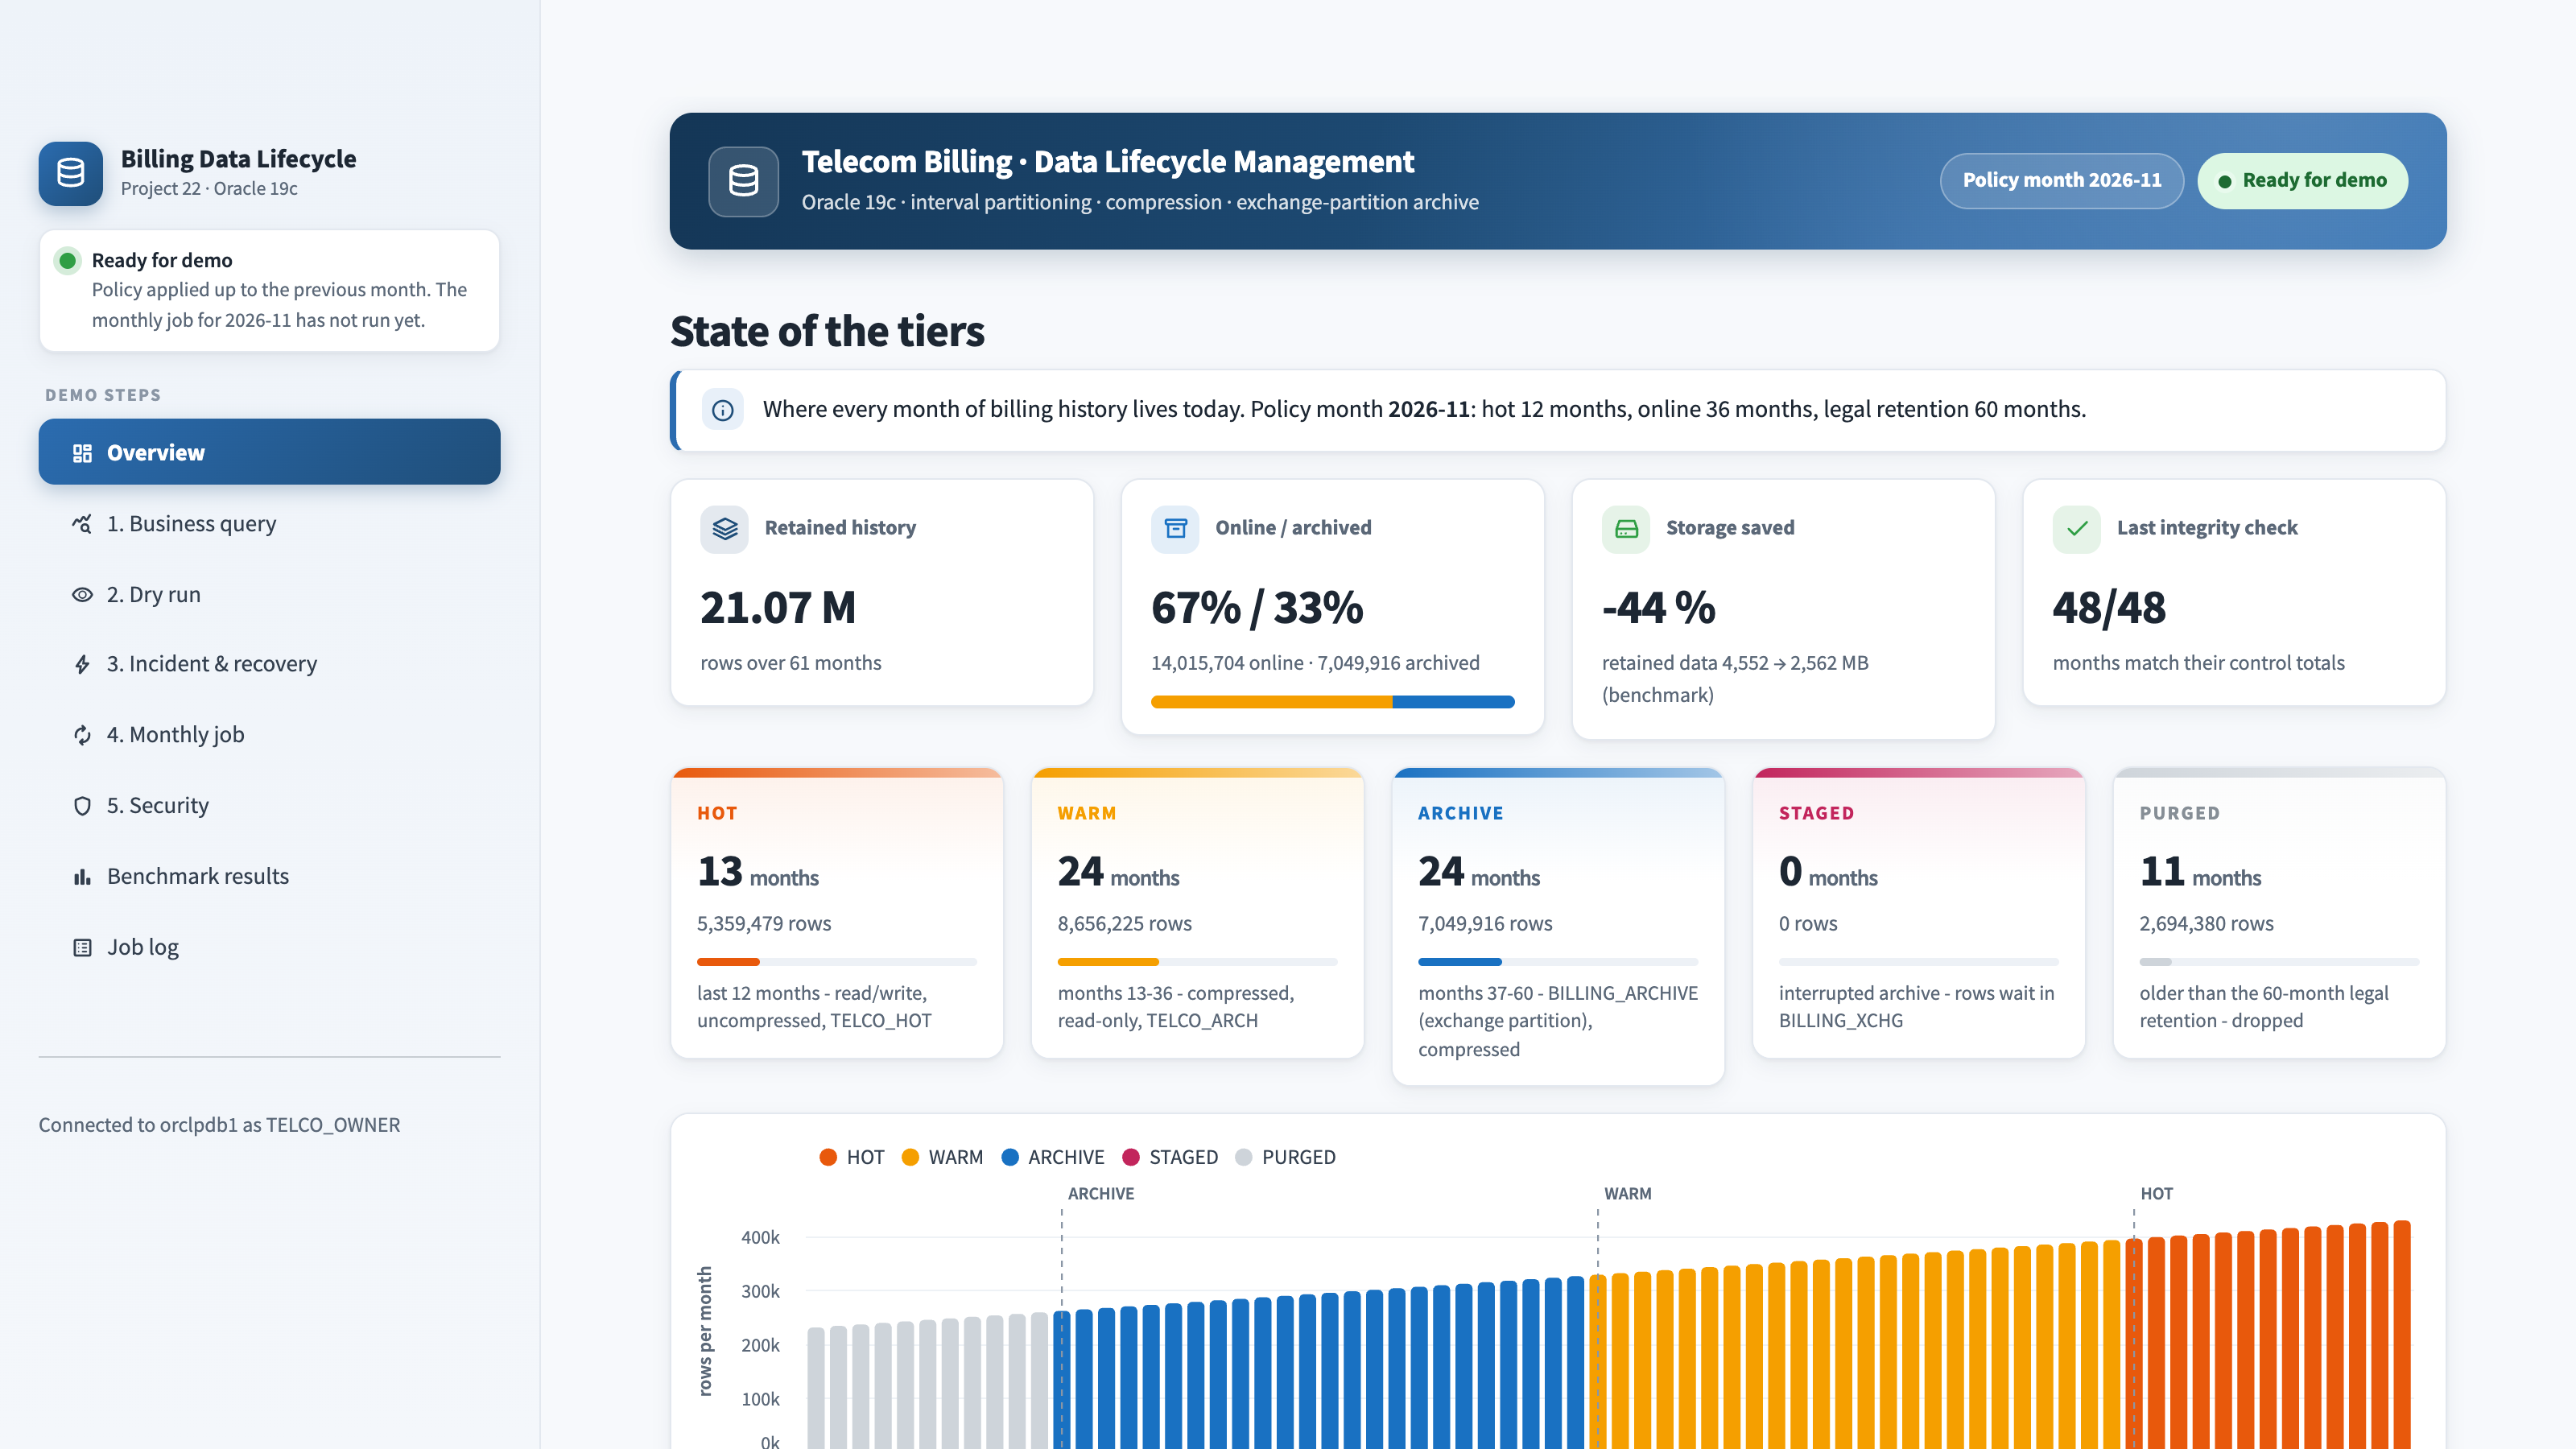 Billing Data Lifecycle
Project 22 · Oracle 19c
Ready for demo
Policy applied up to the previous month. The
monthly job for 2026-11 has not run yet.
DEMO STEPS
Overview
1. Business query
2. Dry run
3. Incident & recovery
4. Monthly job
5. Security
Benchmark results
Job log
Connected to orclpdb1 as TELCO_OWNER
Telecom Billing · Data Lifecycle Management
Oracle 19c · interval partitioning · compression · exchange-partition archive
Policy month 2026-11
Ready for demo
State of the tiers
Where every month of billing history lives today. Policy month 2026-11: hot 12 months, online 36 months, legal retention 60 months.
Retained history
21.07 M
rows over 61 months
Online / archived
67% / 33%
14,015,704 online · 7,049,916 archived
Storage saved
-44 %
retained data 4,552 → 2,562 MB
(benchmark)
Last integrity check
48/48
months match their control totals
HOT
13 months
5,359,479 rows
last 12 months - read/write,
uncompressed, TELCO_HOT
WARM
24 months
8,656,225 rows
months 13-36 - compressed,
read-only, TELCO_ARCH
ARCHIVE
24 months
7,049,916 rows
months 37-60 - BILLING_ARCHIVE
(exchange partition),
compressed
STAGED
0 months
0 rows
interrupted archive - rows wait in
BILLING_XCHG
PURGED
11 months
2,694,380 rows
older than the 60-month legal
retention - dropped
HOT
WARM
ARCHIVE
STAGED
PURGED
ARCHIVE
WARM
HOT
rows per month
400k
300k
200k
100k
0k